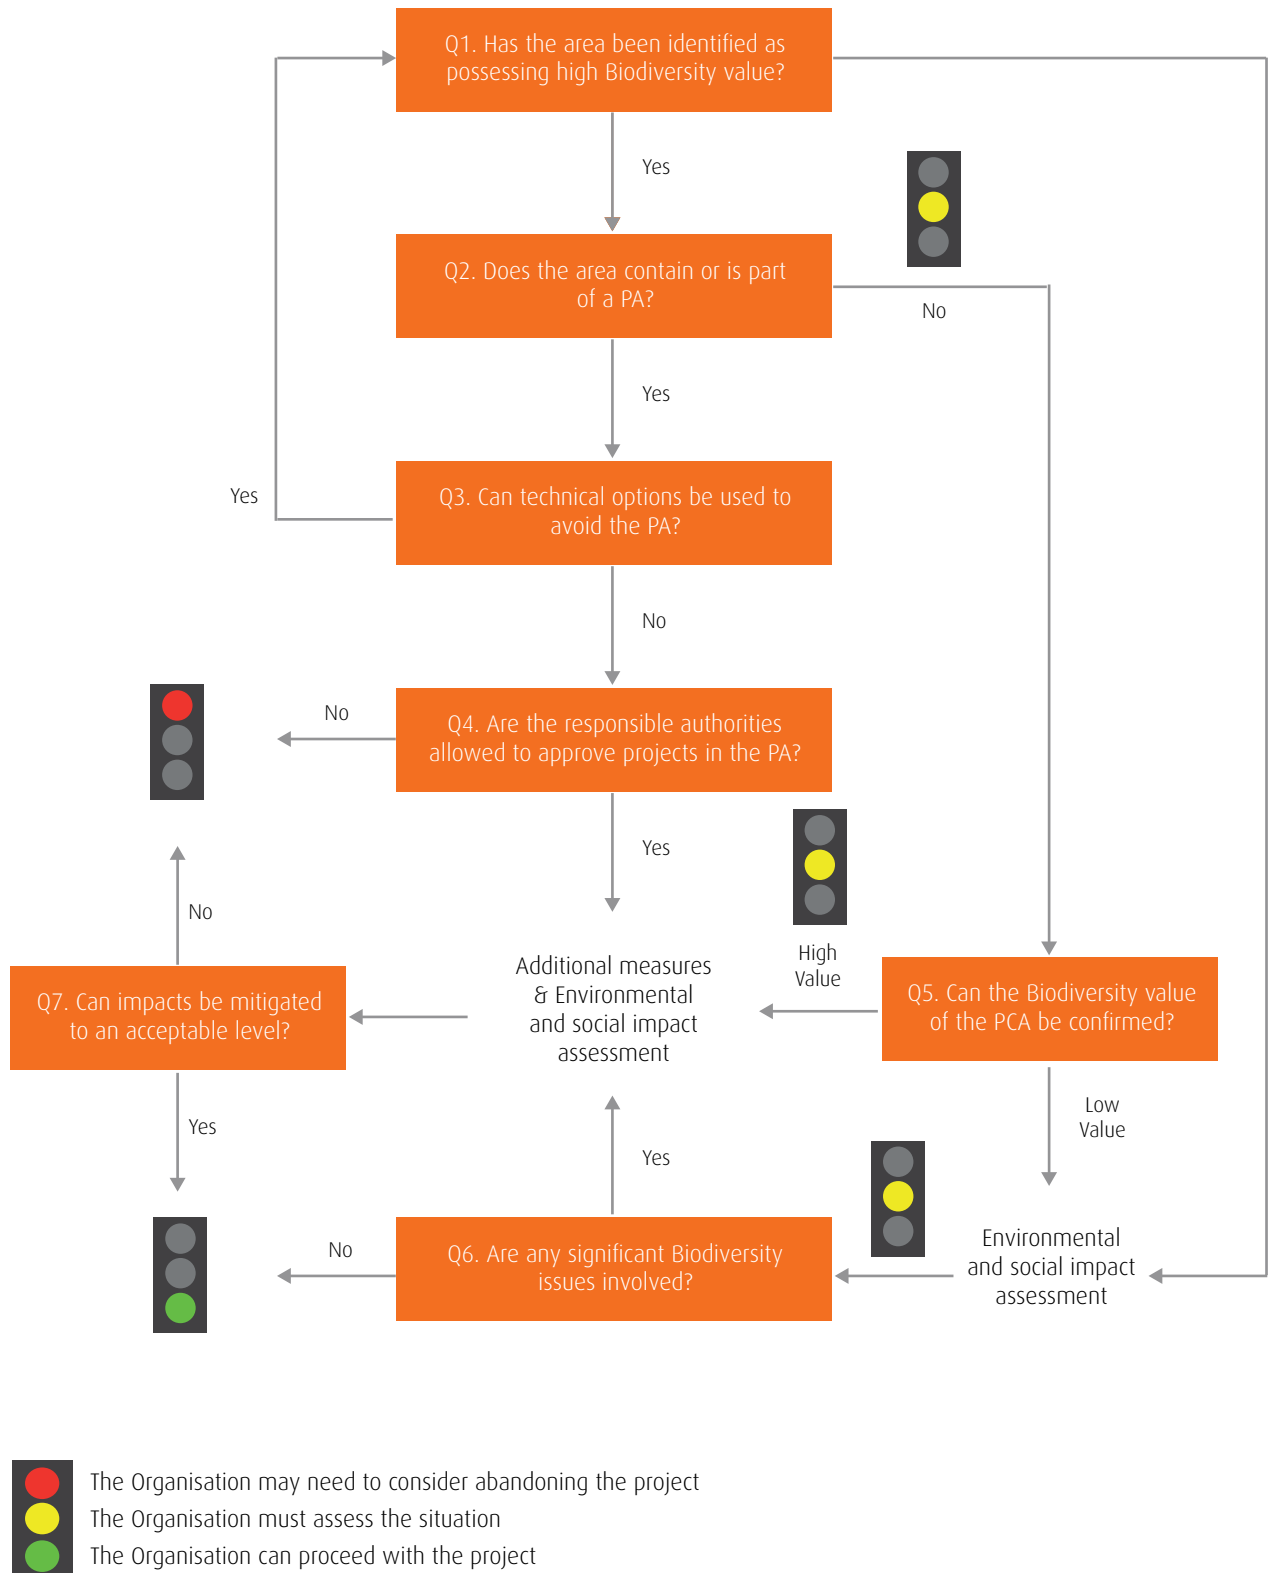 Q1. Has the area been identified as
possessing high Biodiversity value?
Yes
Q2. Does the area contain or is part
of a PA?
No
Yes
Q3. Can technical options be used to
avoid the PA?
Yes
No
Q4. Are the responsible authorities
allowed to approve projects in the PA?
No
Yes
High
Value
No
Additional measures
& Environmental
and social impact
assessment
Q5. Can the Biodiversity value
of the PCA be confirmed?
Q7. Can impacts be mitigated
to an acceptable level?
Low
Value
Yes
Yes
Environmental
and social impact
assessment
Q6. Are any significant Biodiversity
issues involved?
No
The Organisation may need to consider abandoning the project
The Organisation must assess the situation
The Organisation can proceed with the project